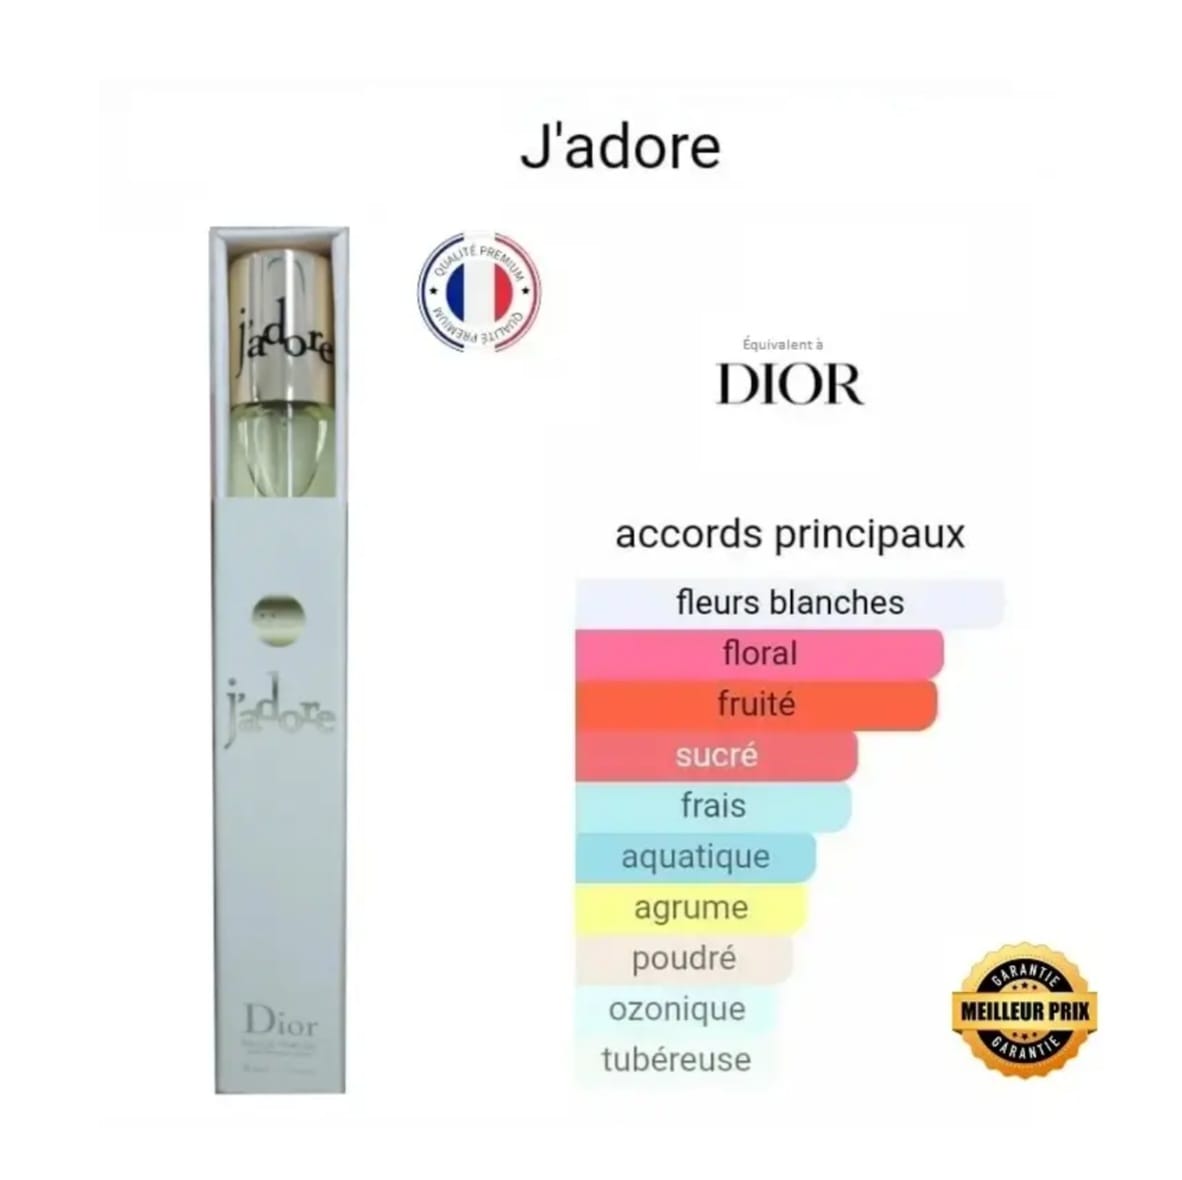 J'adore
QUALITÉ PREMIUM
QUALITÉ PREMIUM
j'adore
Équivalent à
DIOR
accords principaux
fleurs blanches
floral
fruité
sucré
frais
aquatique
agrume
poudré
ozonique
tubéreuse
j'adore
Dior
GARANTIE
MEILLEUR PRIX
GARANTIE